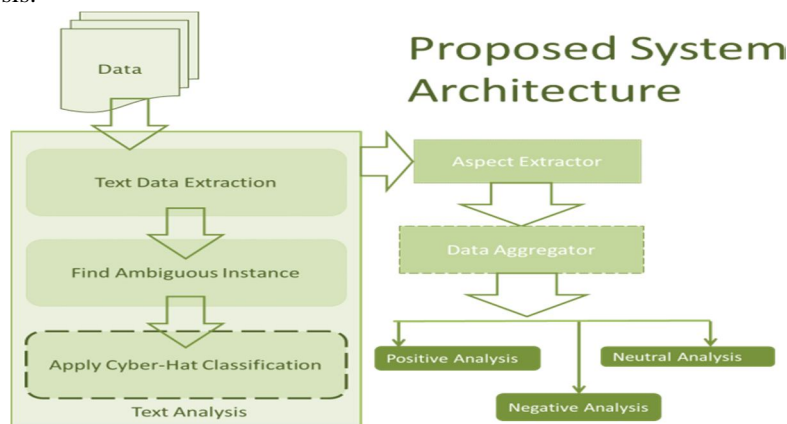 sis.
Proposed System
Architecture
Data
Text Data Extraction
Find Ambiguous Instance
Apply Cyber-Hat Classification
Text Analysis
Aspect Extractor
Data Aggregator
Positive Analysis
Neutral Analysis
Negative Analysis